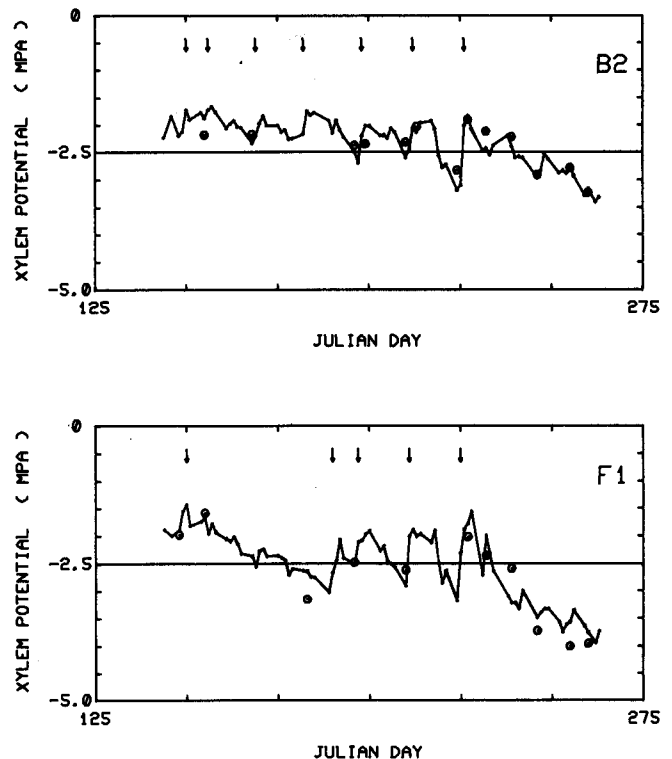 0
B2
-2.5
XYLEM POTENTIAL ( MPA )
-5.0
125
275
JULIAN DAY
0
F1
-2.5
XYLEM POTENTIAL ( MPA )
-5.0
125
275
JULIAN DAY